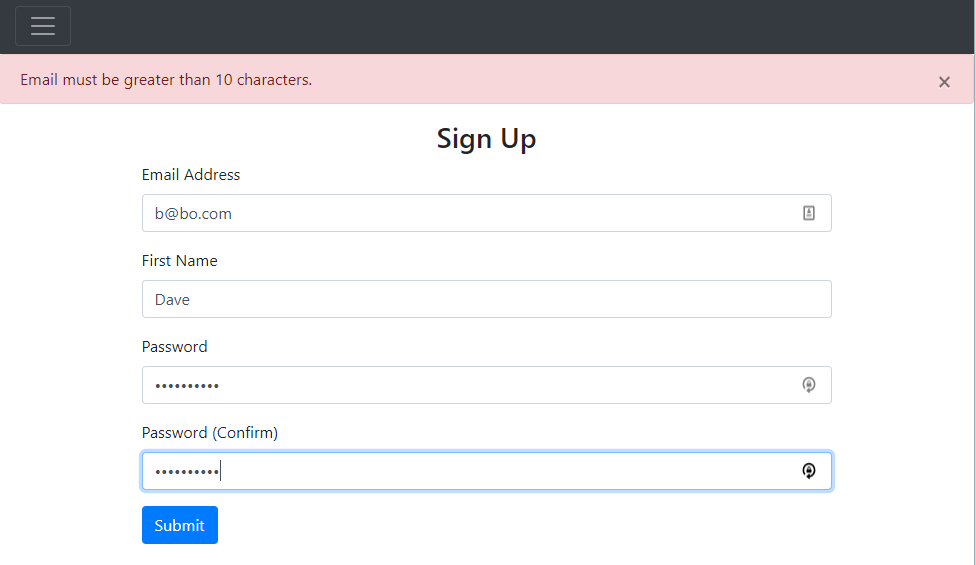 Email must be greater than 10 characters.
×
Sign Up
Email Address
b@bo.com
First Name
Dave
Password
••••••••••
Password (Confirm)
••••••••••
Submit